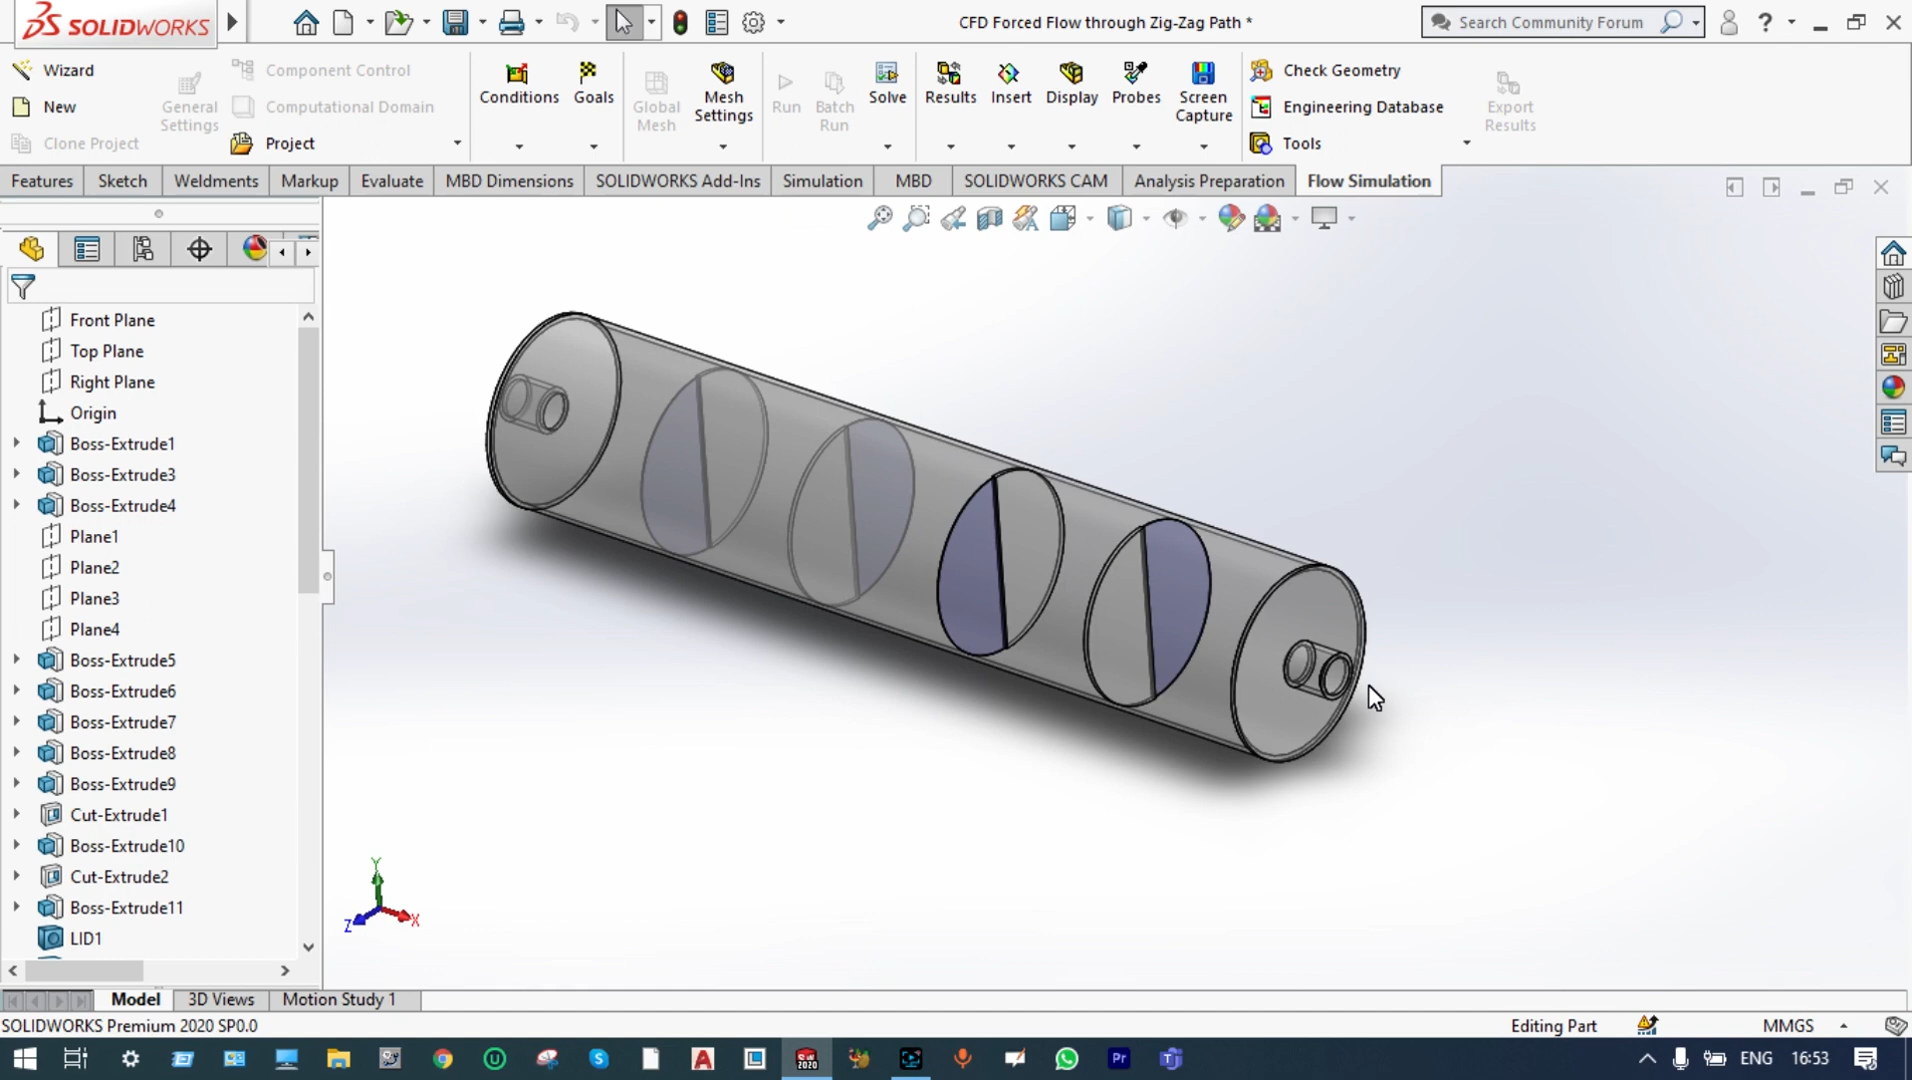 SOLIDWORKS
CFD Forced Flow through Zig-Zag Path *
Search Community Forum
Wizard
New
Clone Project
General Settings
Component Control
Computational Domain
Project
Conditions
Goals
Global Mesh
Mesh Settings
Run
Batch Run
Solve
Results
Insert
Display
Probes
Screen Capture
Check Geometry
Engineering Database
Tools
Export Results
Features
Sketch
Weldments
Markup
Evaluate
MBD Dimensions
SOLIDWORKS Add-Ins
Simulation
MBD
SOLIDWORKS CAM
Analysis Preparation
Flow Simulation
Front Plane
Top Plane
Right Plane
Origin
Boss-Extrude1
Boss-Extrude3
Boss-Extrude4
Plane1
Plane2
Plane3
Plane4
Boss-Extrude5
Boss-Extrude6
Boss-Extrude7
Boss-Extrude8
Boss-Extrude9
Cut-Extrude1
Boss-Extrude10
Cut-Extrude2
Boss-Extrude11
LID1
Y
Z
X
Model
3D Views
Motion Study 1
SOLIDWORKS Premium 2020 SP0.0
Editing Part
MMGS
ENG
16:53